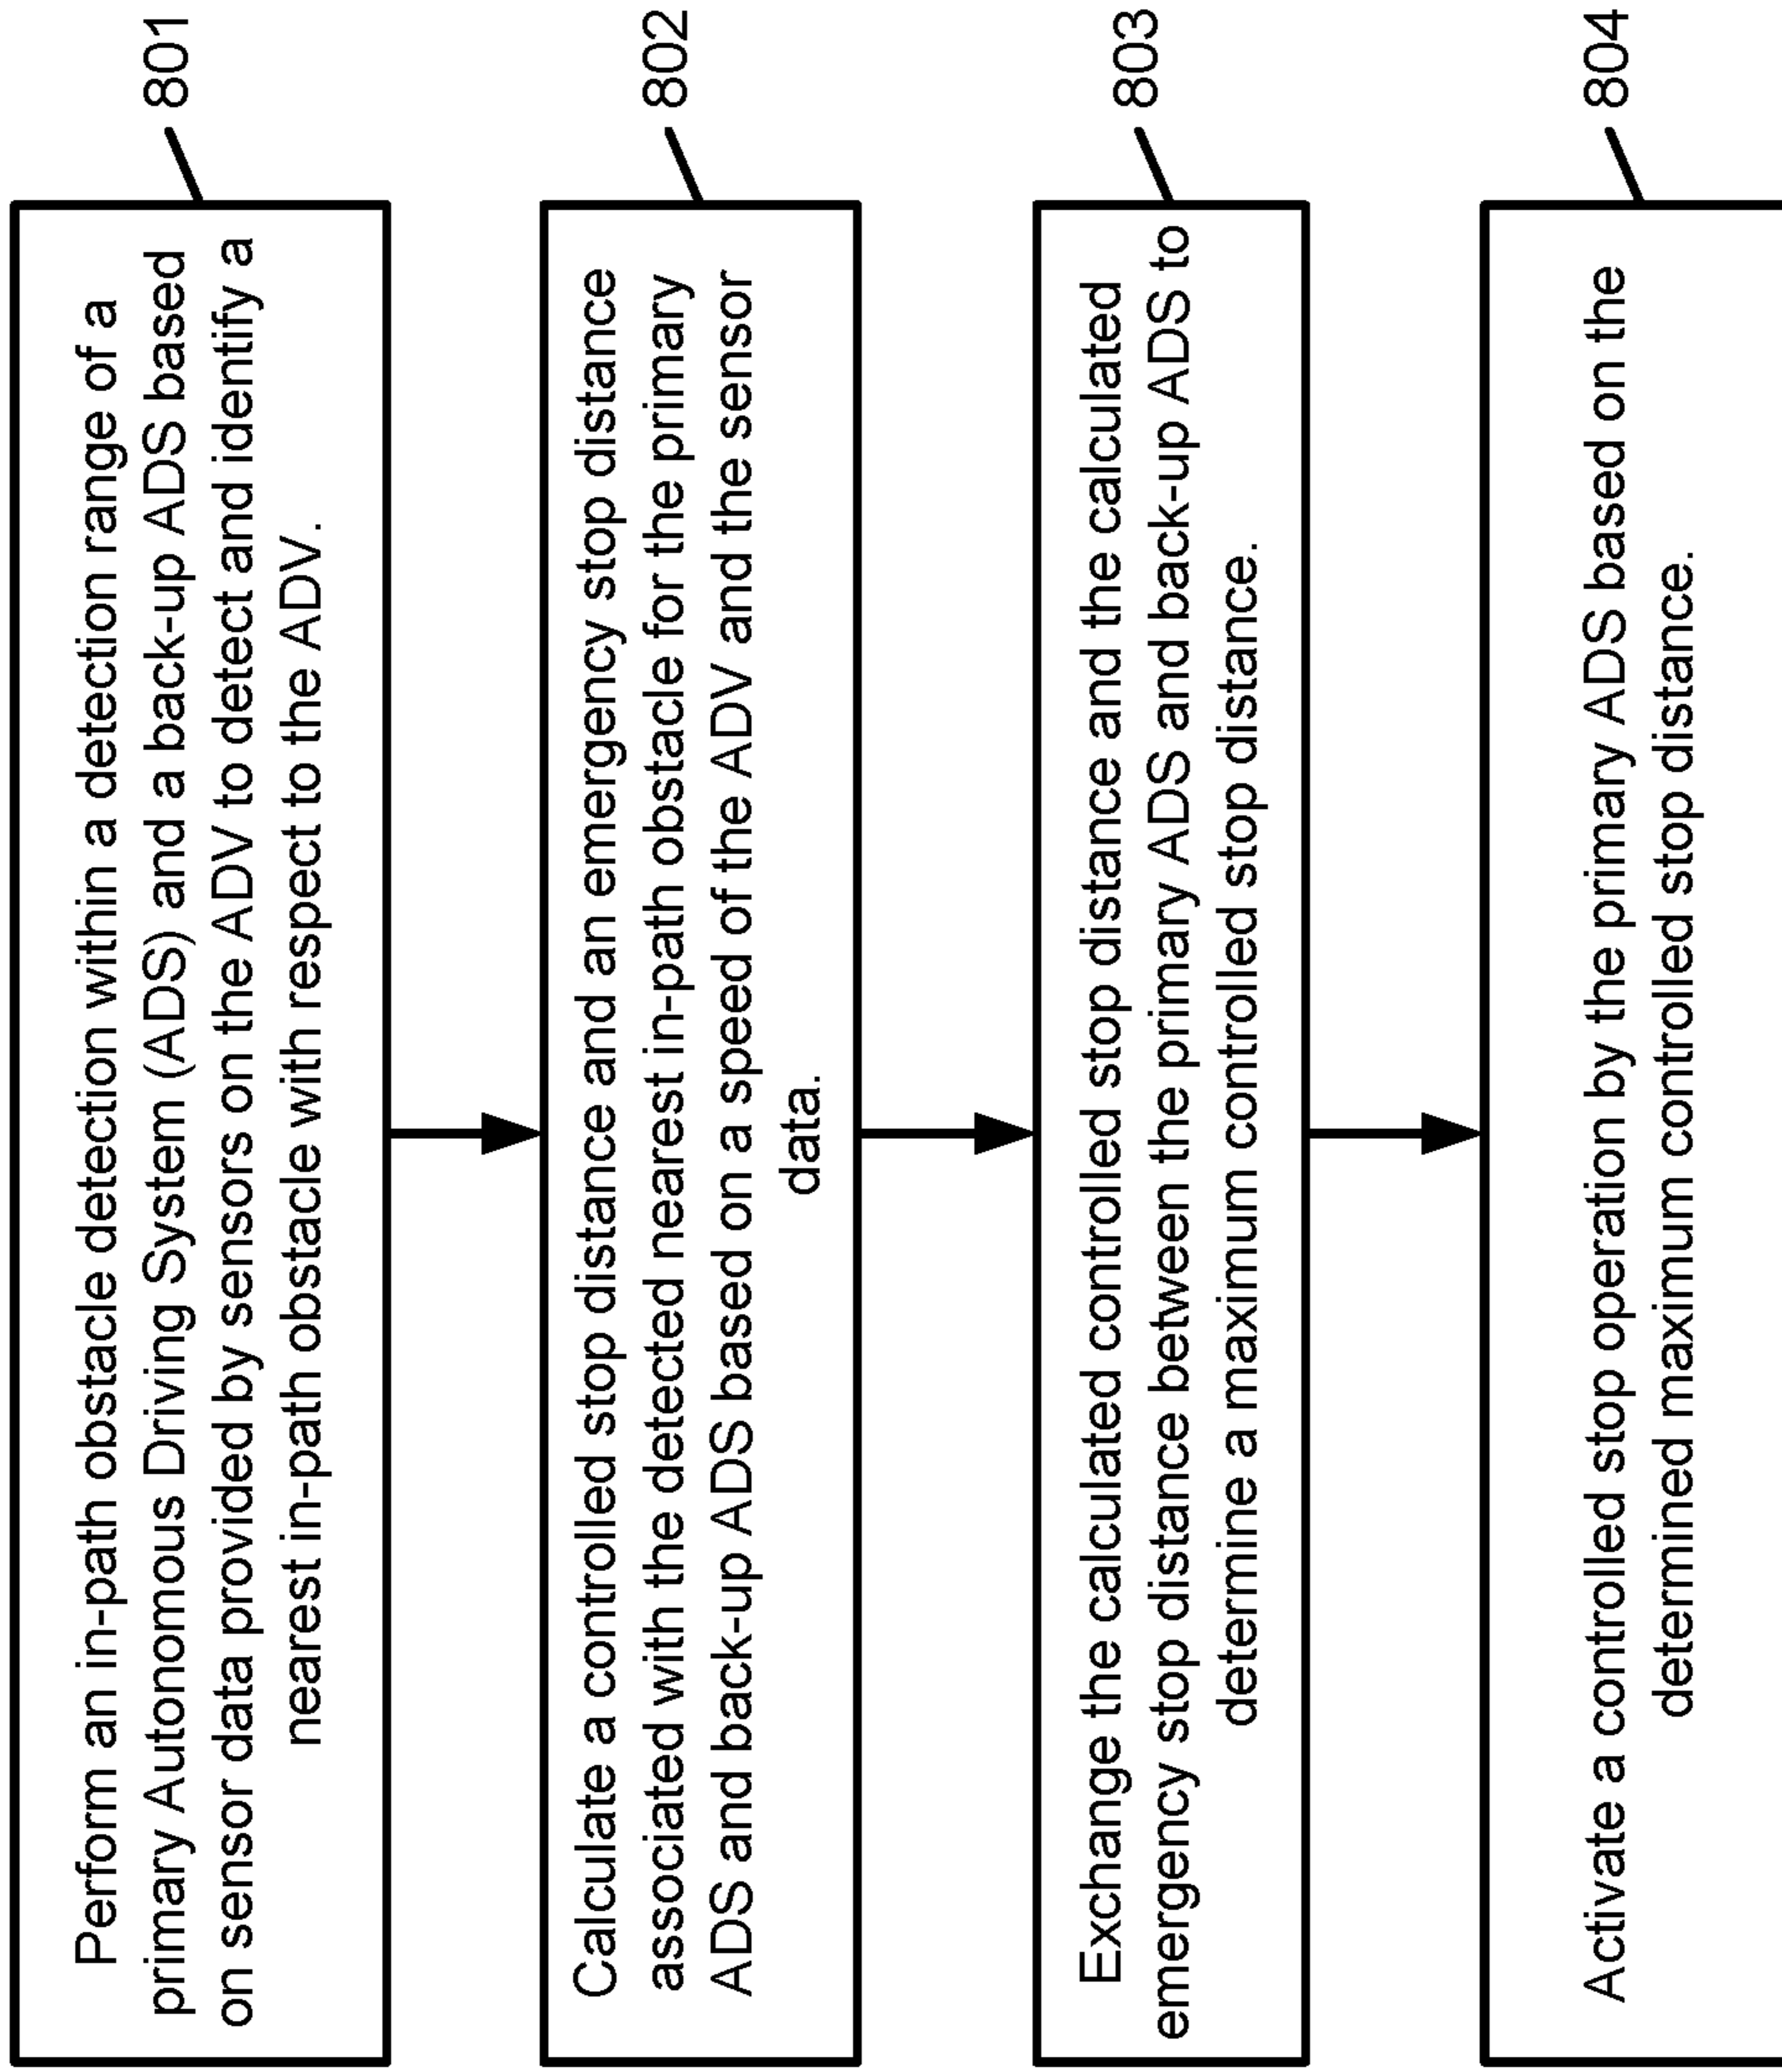 Perform an in-path obstacle detection within a detection range of a
primary Autonomous Driving System (ADS) and a back-up ADS based
on sensor data provided by sensors on the ADV to detect and identify a
nearest in-path obstacle with respect to the ADV.
801
Calculate a controlled stop distance and an emergency stop distance
associated with the detected nearest in-path obstacle for the primary
ADS and back-up ADS based on a speed of the ADV and the sensor
data.
802
Exchange the calculated controlled stop distance and the calculated
emergency stop distance between the primary ADS and back-up ADS to
determine a maximum controlled stop distance.
803
Activate a controlled stop operation by the primary ADS based on the
determined maximum controlled stop distance.
804